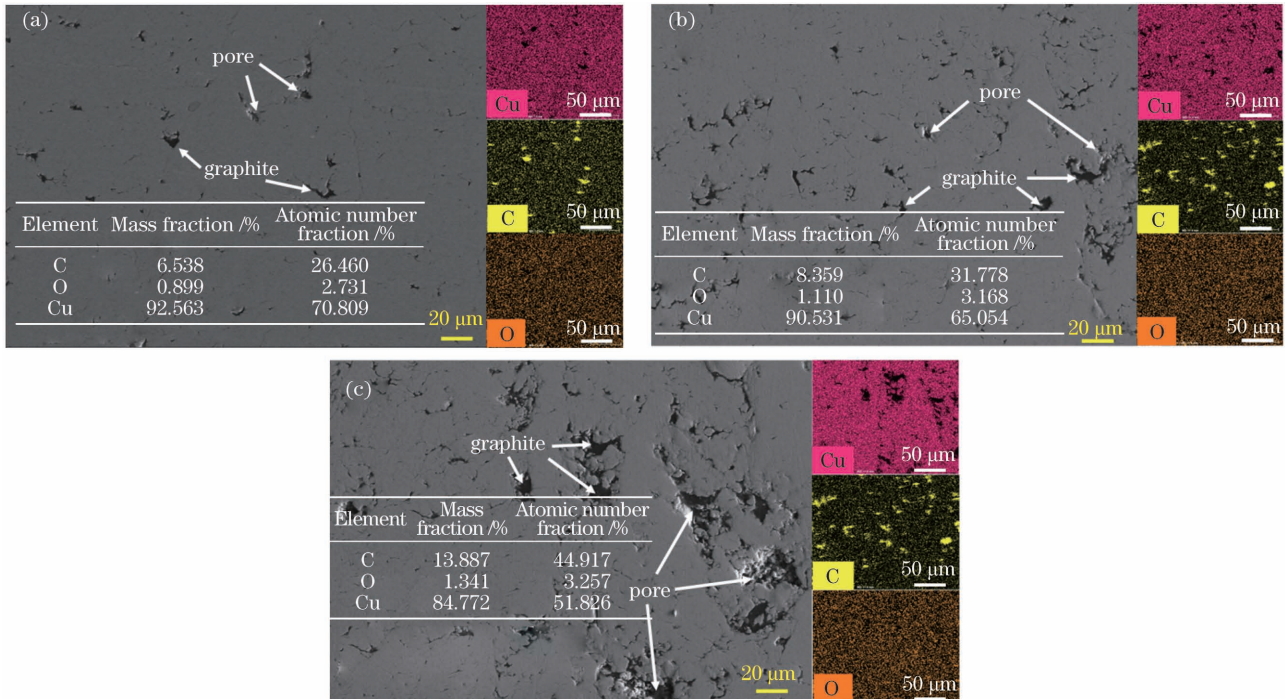 (a)
pore
graphite
Element Mass fraction /% Atomic number fraction /%
C 6.538 26.460
O 0.899 2.731
Cu 92.563 70.809
20 μm
Cu 50 μm
C 50 μm
O 50 μm
(b)
pore
graphite
Element Mass fraction /% Atomic number fraction /%
C 8.359 31.778
O 1.110 3.168
Cu 90.531 65.054
20 μm
Cu 50 μm
C 50 μm
O 50 μm
(c)
graphite
Element Mass fraction /% Atomic number fraction /%
C 13.887 44.917
O 1.341 3.257
Cu 84.772 51.826
pore
20 μm
Cu 50 μm
C 50 μm
O 50 μm